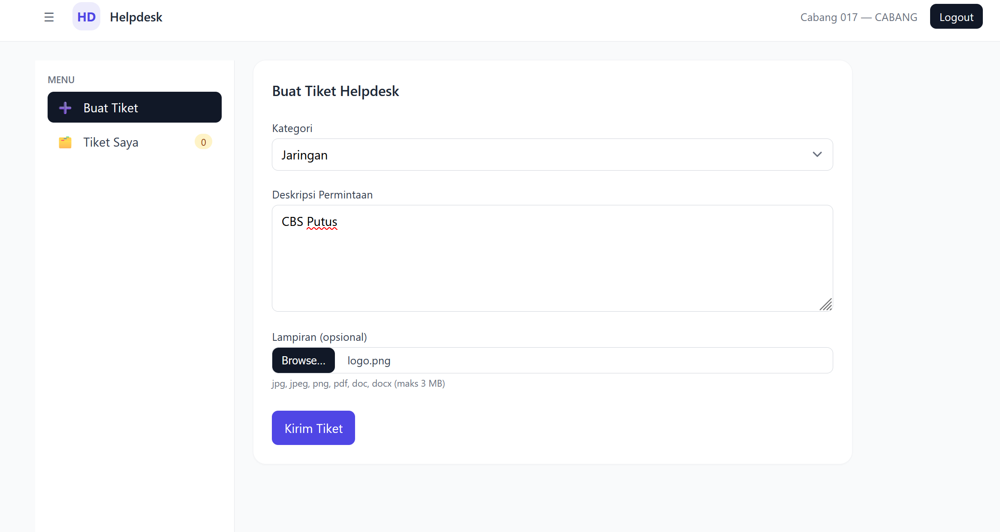 ☰ HD Helpdesk
Cabang 017 — CABANG Logout
MENU
Buat Tiket
Tiket Saya 0
Buat Tiket Helpdesk
Kategori
Jaringan
Deskripsi Permintaan
CBS Putus
Lampiran (opsional)
Browse... logo.png
jpg, jpeg, png, pdf, doc, docx (maks 3 MB)
Kirim Tiket